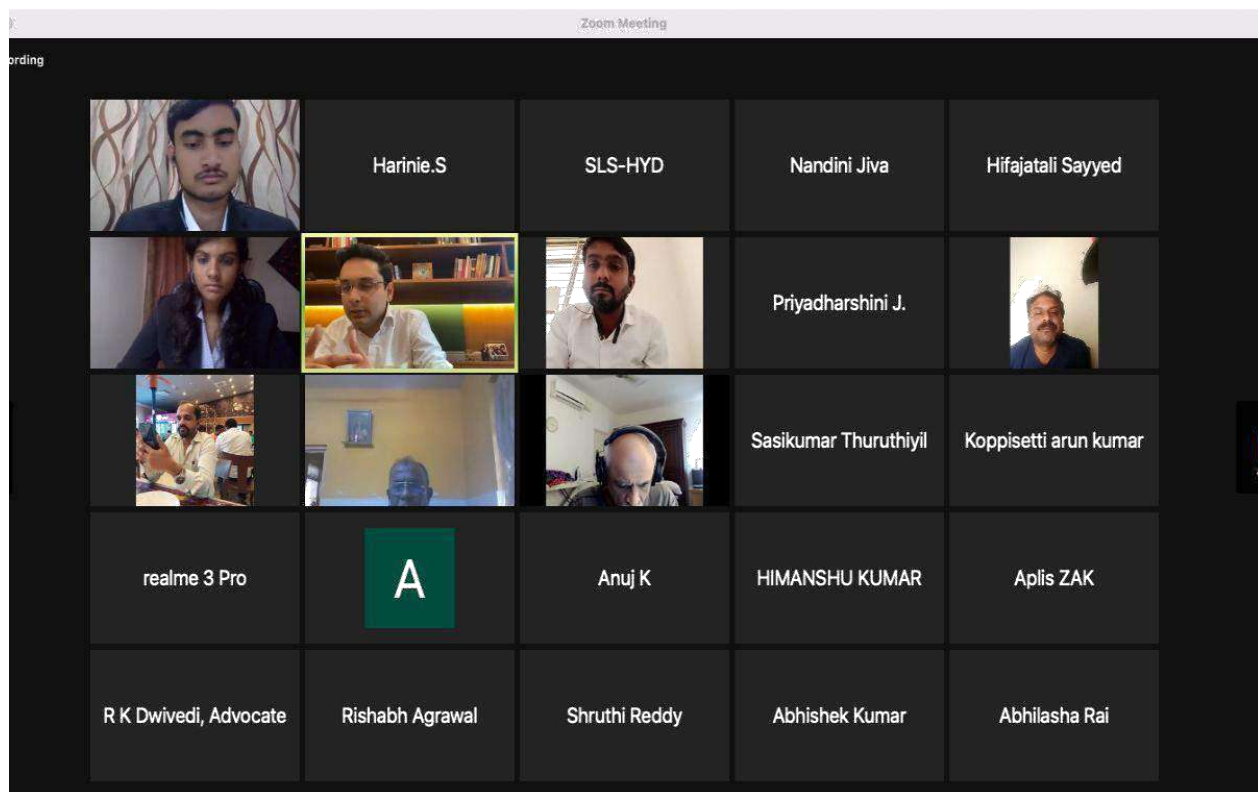 Zoom Meeting
ording
Harinie.S
SLS-HYD
Nandini Jiva
Hifajatali Sayyed
Priyadharshini J.
Sasikumar Thuruthiyil
Koppisetti arun kumar
realme 3 Pro
A
Anuj K
HIMANSHU KUMAR
Aplis ZAK
R K Dwivedi, Advocate
Rishabh Agrawal
Shruthi Reddy
Abhishek Kumar
Abhilasha Rai